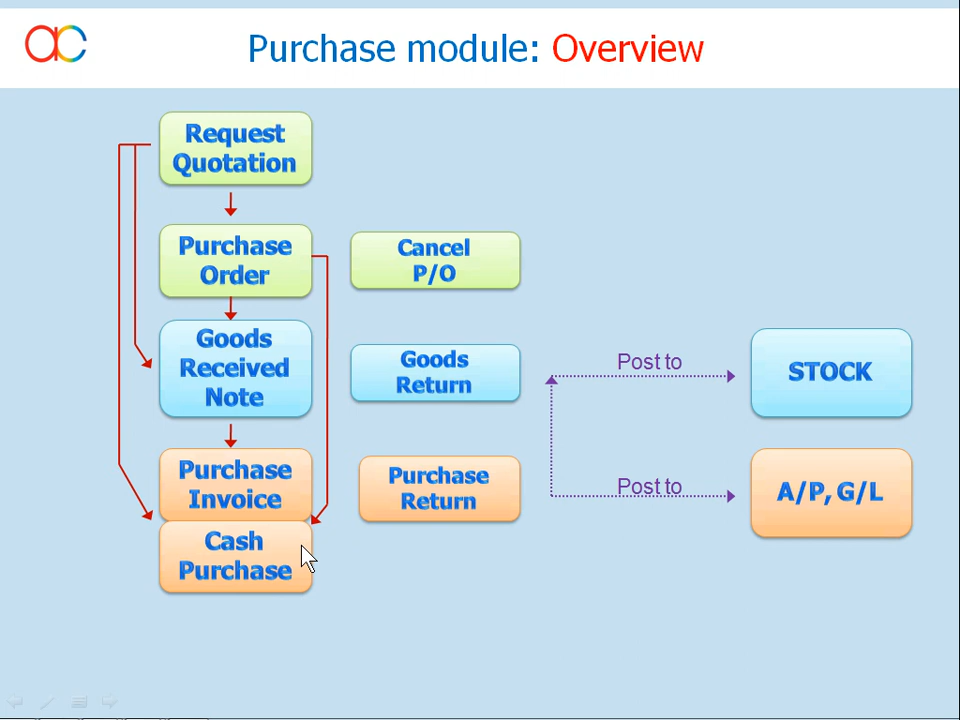 ac
Purchase module: Overview
Request
Quotation
Purchase
Order
Cancel
P/O
Goods
Received
Note
Goods
Return
Post to
STOCK
Purchase
Invoice
Purchase
Return
Post to
A/P, G/L
Cash
Purchase